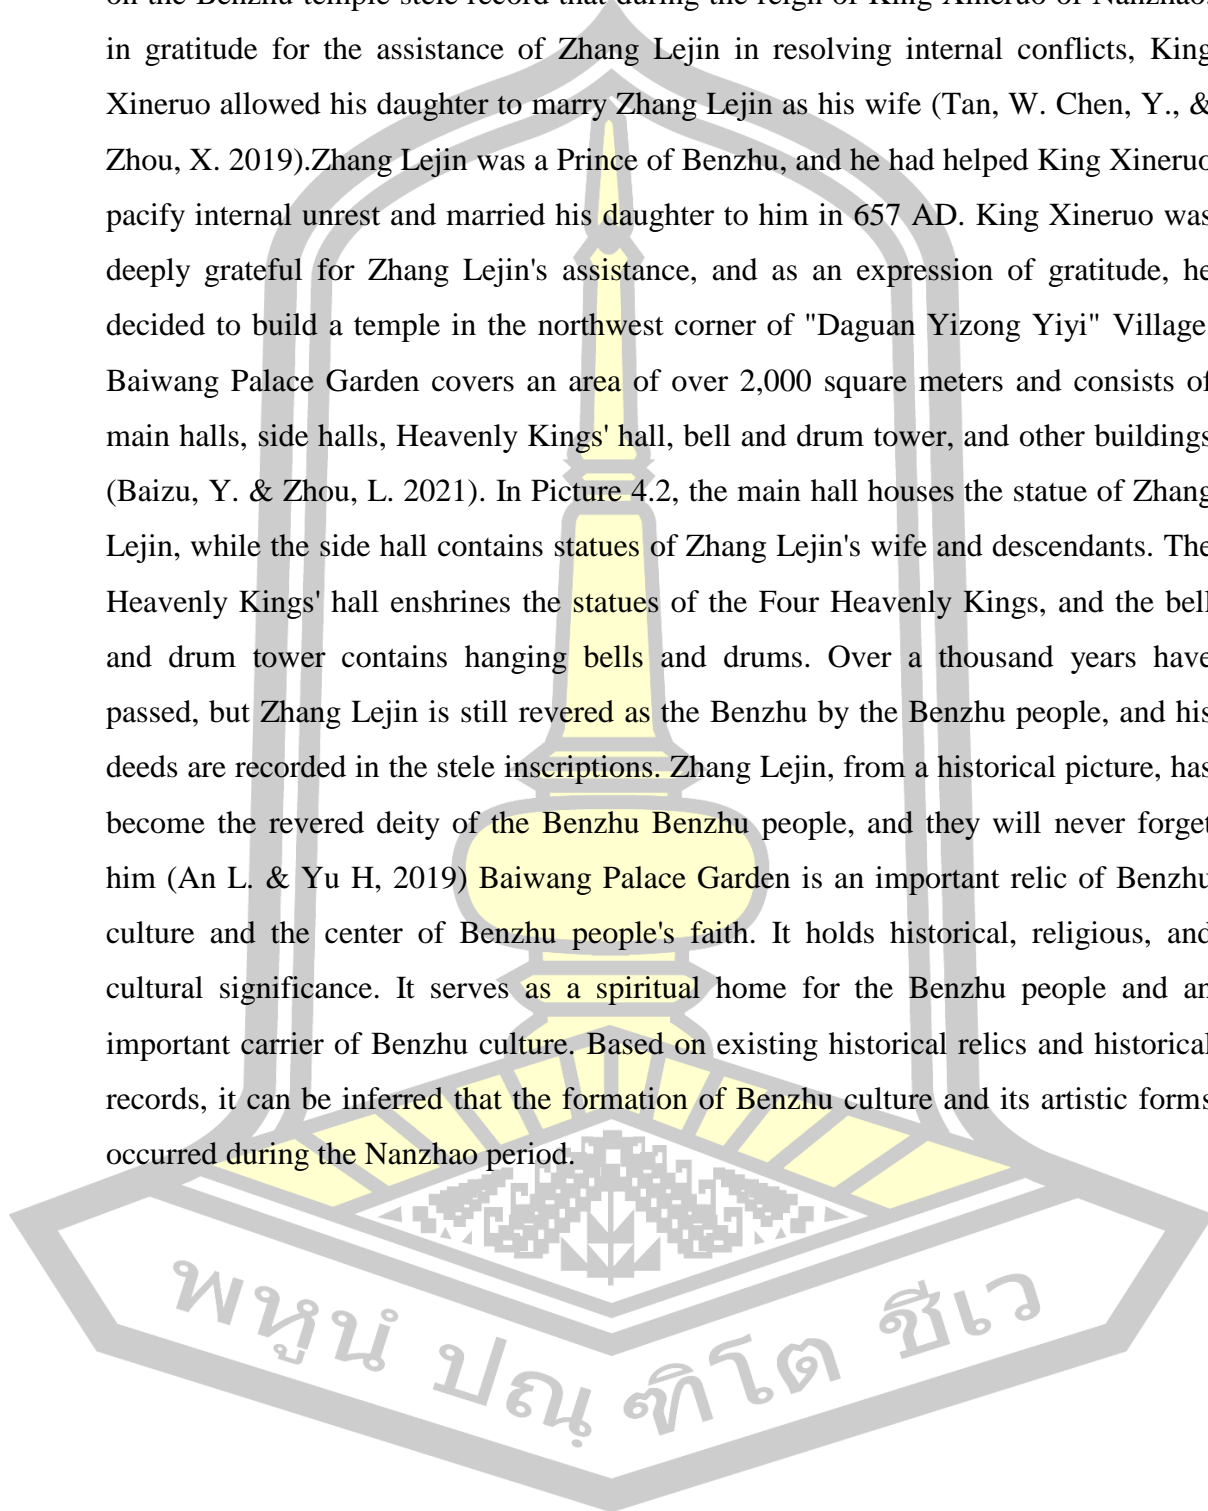 on the Benzhu temple stele record that during the reign of King Xineruo of Nanzhao,
in gratitude for the assistance of Zhang Lejin in resolving internal conflicts, King
Xineruo allowed his daughter to marry Zhang Lejin as his wife (Tan, W. Chen, Y., &
Zhou, X. 2019).Zhang Lejin was a Prince of Benzhu, and he had helped King Xineruo
pacify internal unrest and married his daughter to him in 657 AD. King Xineruo was
deeply grateful for Zhang Lejin's assistance, and as an expression of gratitude, he
decided to build a temple in the northwest corner of "Daguan Yizong Yiyi" Village
Baiwang Palace Garden covers an area of over 2,000 square meters and consists of
main halls, side halls, Heavenly Kings' hall, bell and drum tower, and other buildings
(Baizu, Y. & Zhou, L. 2021). In Picture 4.2, the main hall houses the statue of Zhang
Lejin, while the side hall contains statues of Zhang Lejin's wife and descendants. The
Heavenly Kings' hall enshrines the statues of the Four Heavenly Kings, and the bell
and drum tower contains hanging bells and drums. Over a thousand years have
passed, but Zhang Lejin is still revered as the Benzhu by the Benzhu people, and his
deeds are recorded in the stele inscriptions. Zhang Lejin, from a historical picture, has
become the revered deity of the Benzhu Benzhu people, and they will never forget
him (An L. & Yu H, 2019) Baiwang Palace Garden is an important relic of Benzhu
culture and the center of Benzhu people's faith. It holds historical, religious, and
cultural significance. It serves as a spiritual home for the Benzhu people and an
important carrier of Benzhu culture. Based on existing historical relics and historical
records, it can be inferred that the formation of Benzhu culture and its artistic forms
occurred during the Nanzhao period.
พหูนํ ปณฺฑิโต ชีเว